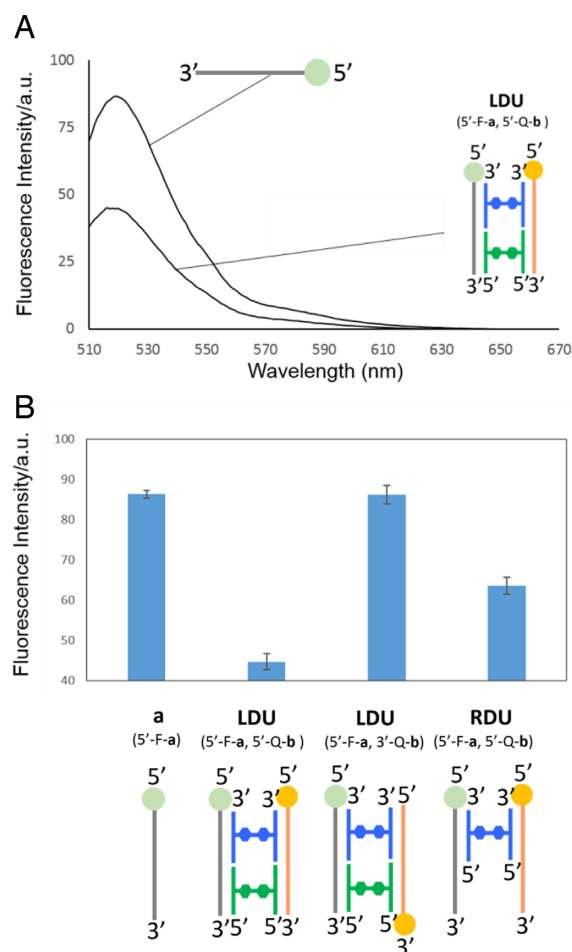 A
Fluorescence Intensity/a.u.
100
75
50
25
0
510 530 550 570 590 610 630 650 670
Wavelength (nm)
3’ 5’
LDU
(5’-F-a, 5’-Q-b )
5’ 5’
3’ 3’
3’ 5’ 5’ 3’
B
Fluorescence Intensity/a.u.
100
90
80
70
60
50
40
a LDU LDU RDU
(5’-F-a) (5’-F-a, 5’-Q-b ) (5’-F-a, 3’-Q-b) (5’-F-a, 5’-Q-b)
5’ 5’ 5’ 5’ 5’ 5’
3’ 3’ 3’ 3’ 5’ 3’ 3’
5’ 5’
3’ 3’ 5’ 5’ 3’ 3’ 5’ 5’ 3’ 3’
3’